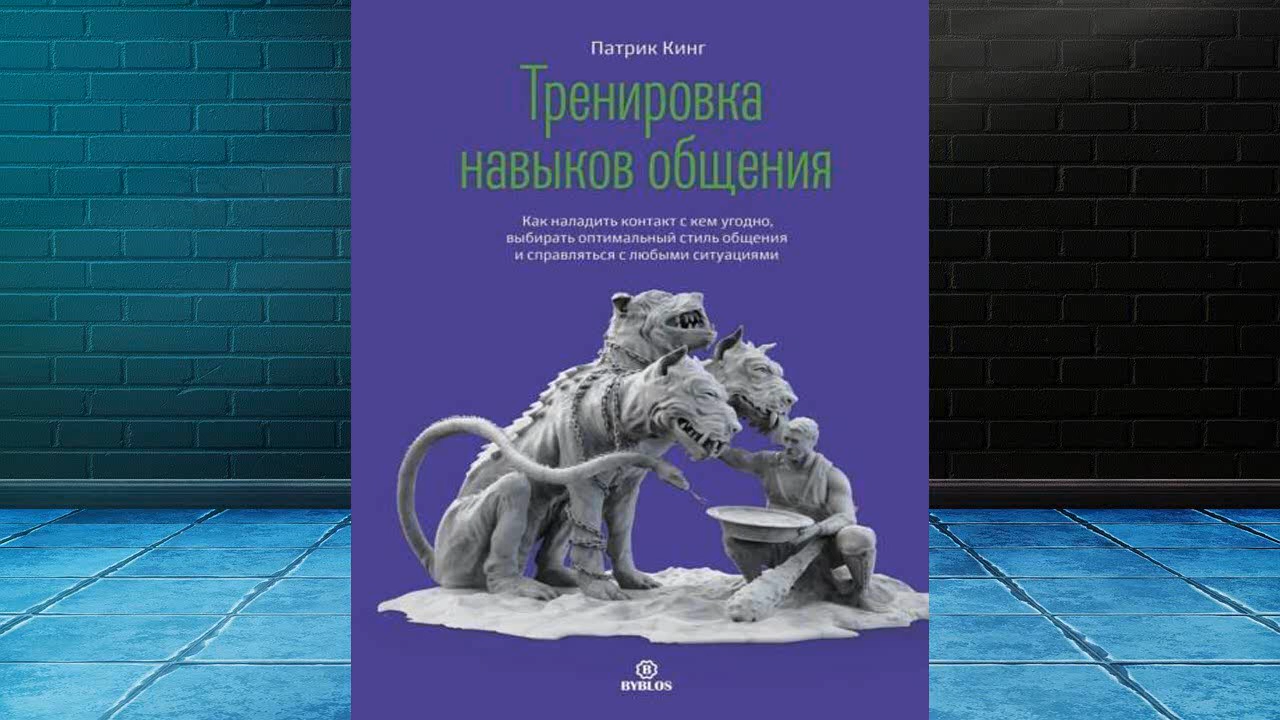 Патрик Кинг
Тренировка
навыков общения
Как наладить контакт с кем угодно,
выбирать оптимальный стиль общения
и справляться с любыми ситуациями
B
BYBLOS